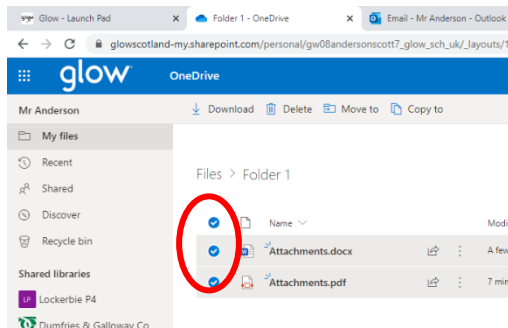 Glow - Launch Pad
Folder 1 - OneDrive
Email - Mr Anderson - Outlook
glowscotland-my.sharepoint.com/personal/gw08andersonscott7_glow_sch_uk/_layouts/1
glow
OneDrive
Mr Anderson
Download Delete Move to Copy to
My files
Recent
Files > Folder 1
Shared
Discover
Name
Modi
Recycle bin
Attachments.docx
A few
Shared libraries
Attachments.pdf
7 min
LP Lockerbie P4
Dumfries & Galloway Co